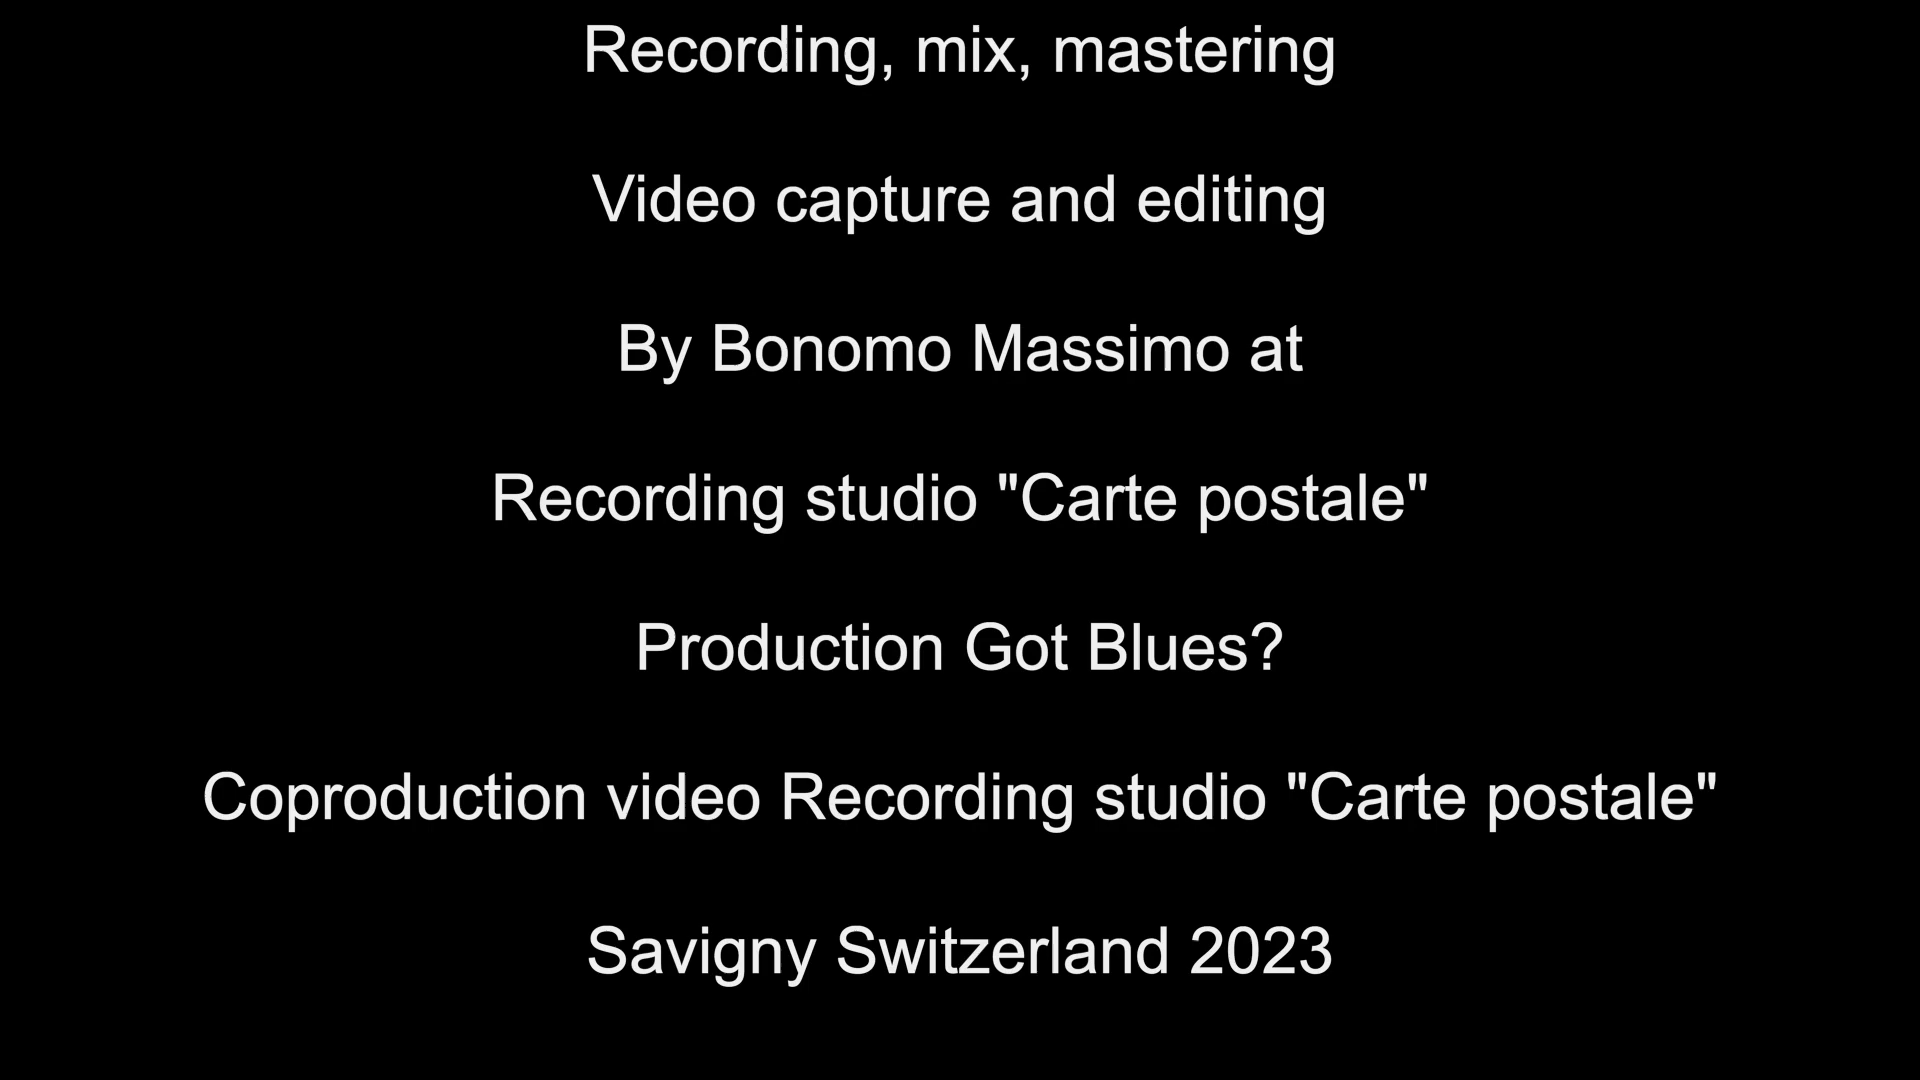 Recording, mix, mastering
Video capture and editing
By Bonomo Massimo at
Recording studio "Carte postale"
Production Got Blues?
Coproduction video Recording studio "Carte postale"
Savigny Switzerland 2023